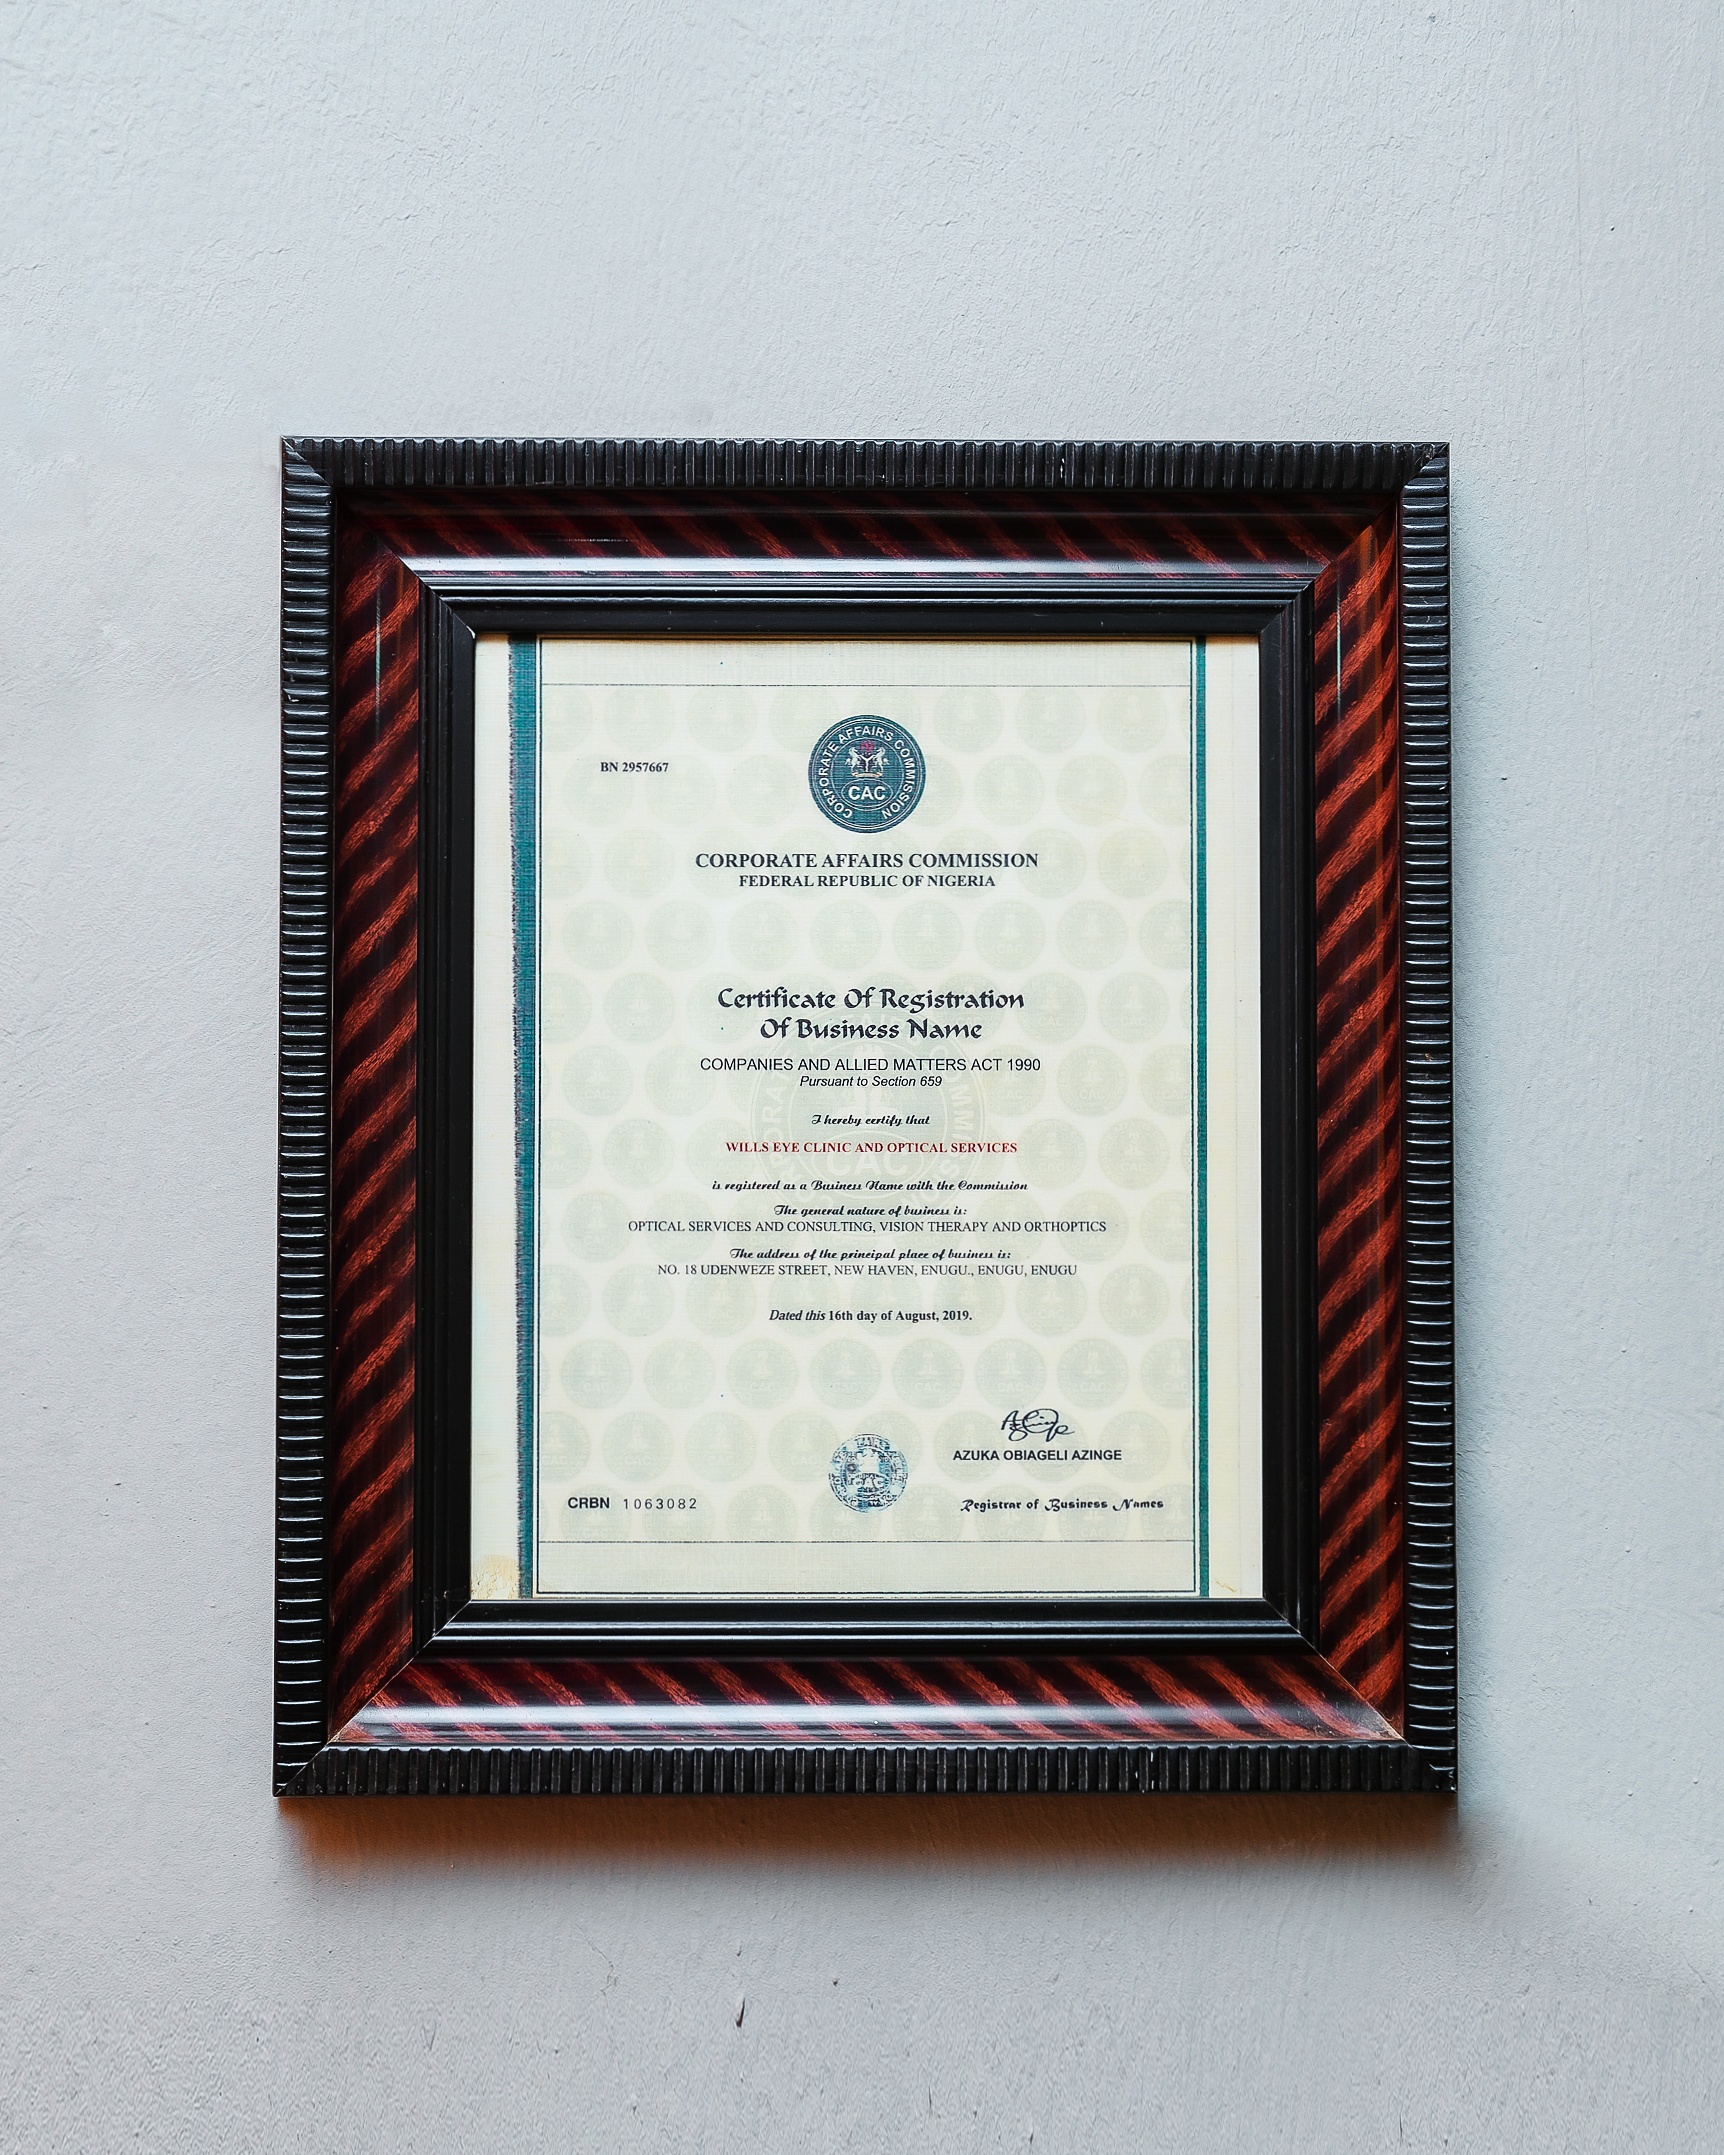 BN 2957667
CORPORATE AFFAIRS COMMISSION
CAC
CORPORATE AFFAIRS COMMISSION
FEDERAL REPUBLIC OF NIGERIA
Certificate Of Registration
Of Business Name
COMPANIES AND ALLIED MATTERS ACT 1990
Pursuant to Section 659
I hereby certify that
WILLS EYE CLINIC AND OPTICAL SERVICES
is registered as a Business Name with the Commission
The general nature of business is:
OPTICAL SERVICES AND CONSULTING, VISION THERAPY AND ORTHOPTICS
The address of the principal place of business is:
NO. 18 UDENWEZE STREET, NEW HAVEN, ENUGU., ENUGU, ENUGU
Dated this 16th day of August, 2019.
AZUKA OBIAGELI AZINGE
CRBN 1063082
Registrar of Business Names